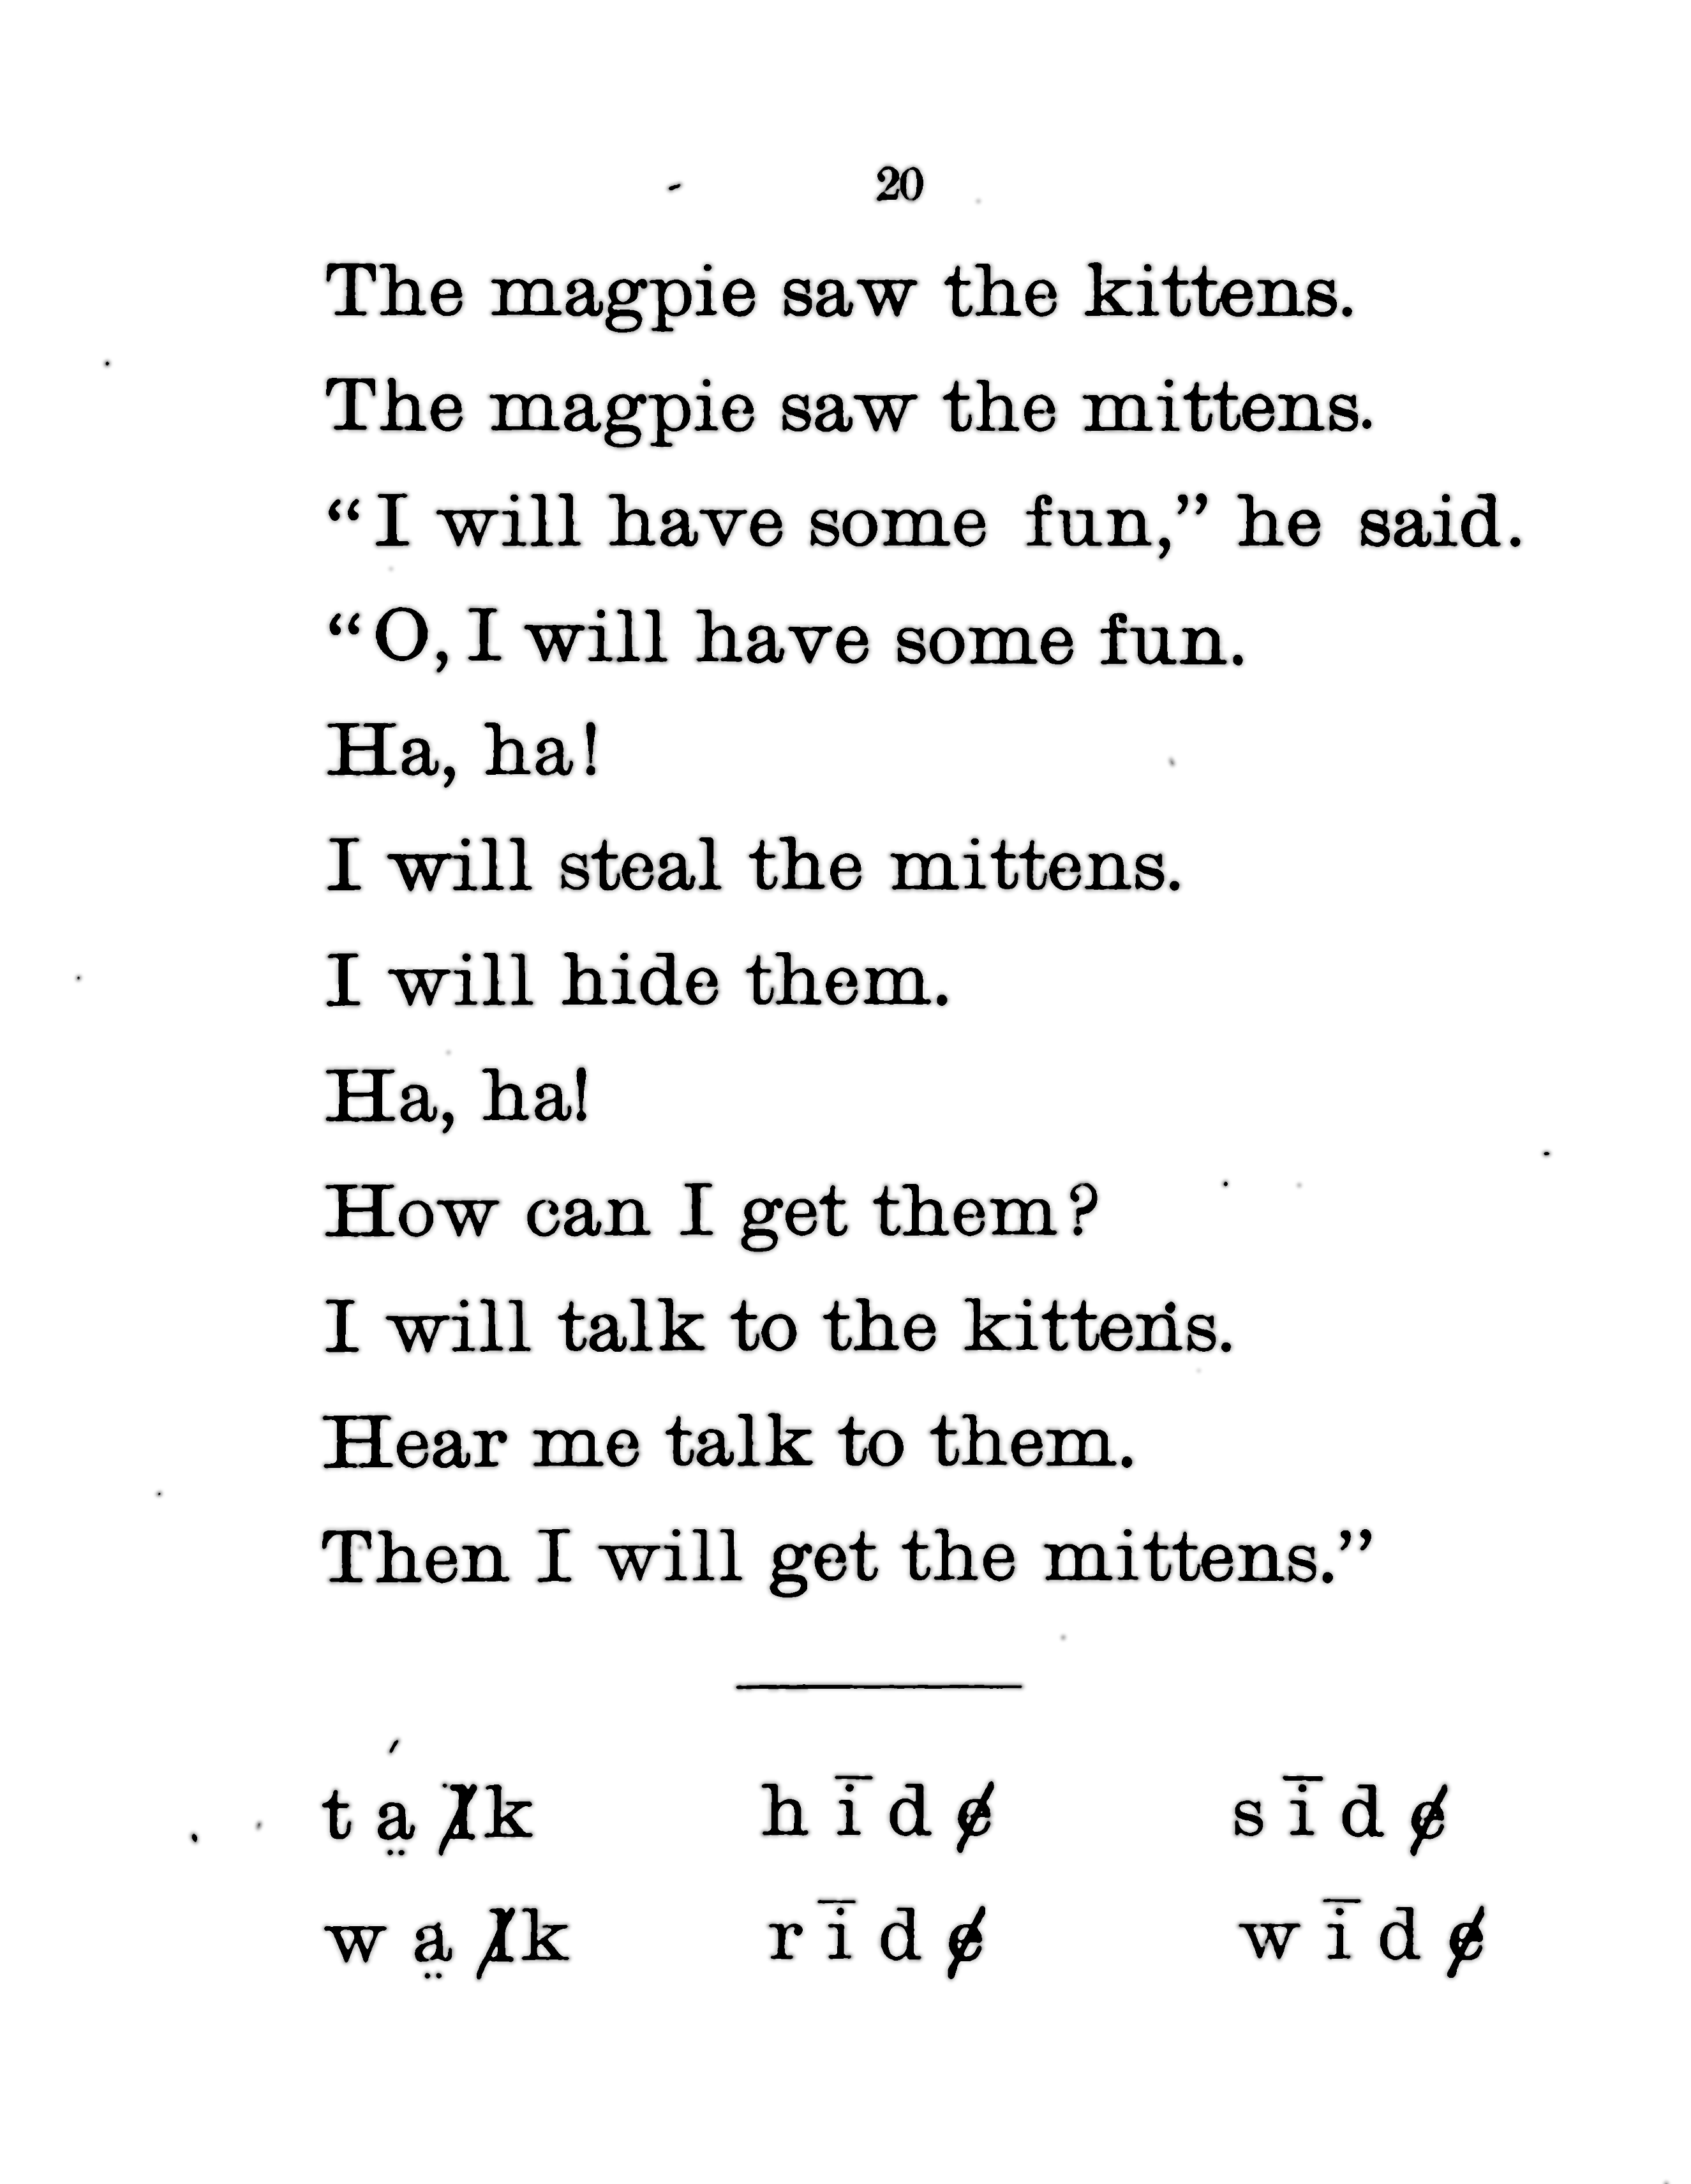 20
The magpie saw the kittens.
The magpie saw the mittens.
“I will have some fun,” he said.
“O, I will have some fun.
Ha, ha!
I will steal the mittens.
I will hide them.
Ha, ha!
How can I get them?
I will talk to the kittens.
Hear me talk to them.
Then I will get the mittens.”
t a̤ l̸ k h ī d e̸ s ī d e̸
w a̤ l̸ k r ī d e̸ w ī d e̸